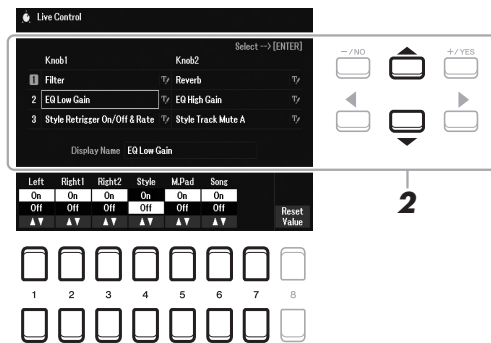 Live Control
Select --> [ENTER]
Knob1 Knob2
1 Filter Reverb
2 EQ Low Gain EQ High Gain
3 Style Retrigger On/Off & Rate Style Track Mute A
Display Name EQ Low Gain
-/NO +/YES
2
Left Right1 Right2 Style M.Pad Song
On On On On On On
Off Off Off Off Off Off
Reset
Value
1 2 3 4 5 6 7 8